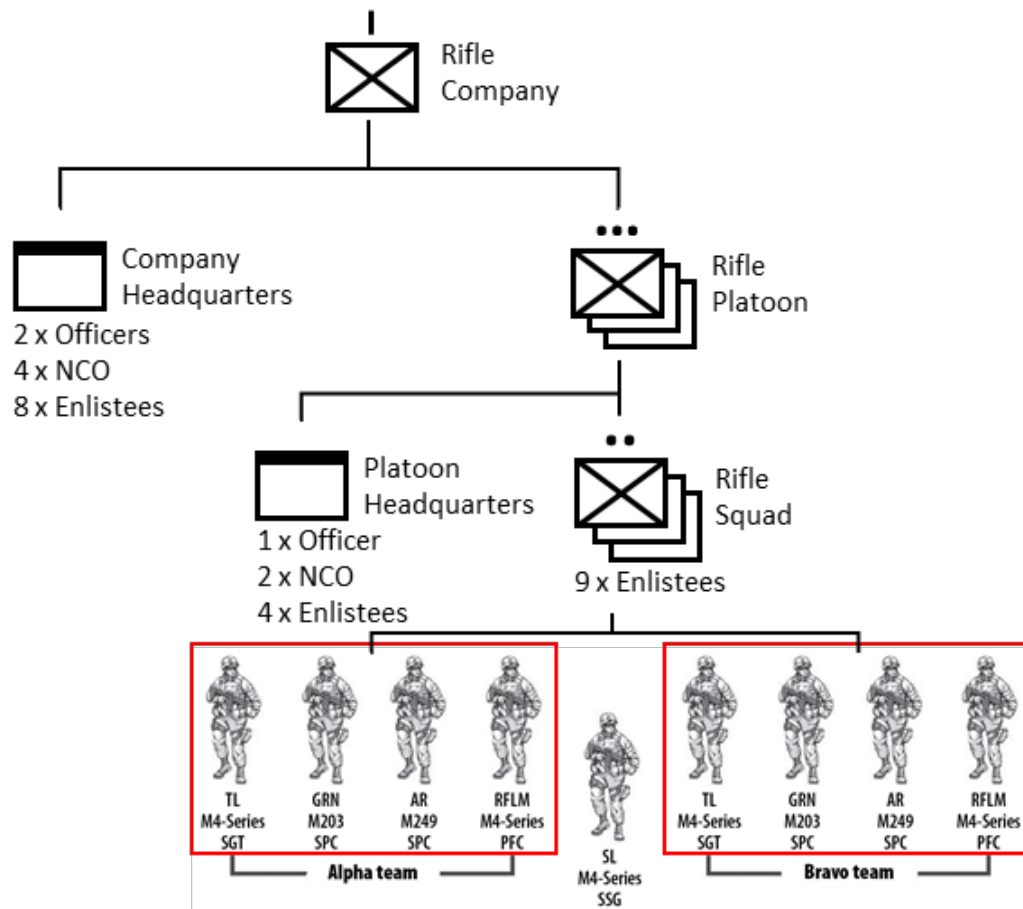 Rifle
Company
Company
Headquarters
2 x Officers
4 x NCO
8 x Enlistees
Rifle
Platoon
Platoon
Headquarters
1 x Officer
2 x NCO
4 x Enlistees
Rifle
Squad
9 x Enlistees
TL
M4-Series
SGT
GRN
M203
SPC
AR
M249
SPC
RFLM
M4-Series
PFC
Alpha team
SL
M4-Series
SSG
TL
M4-Series
SGT
GRN
M203
SPC
AR
M249
SPC
RFLM
M4-Series
PFC
Bravo team